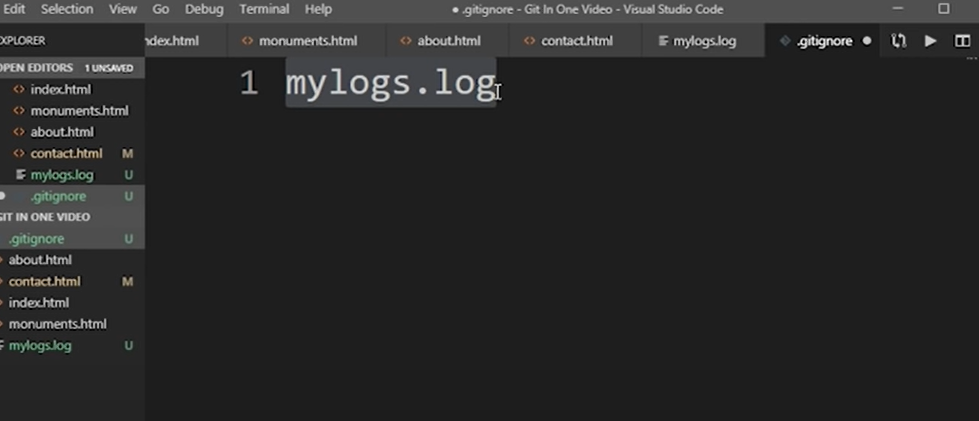 Edit Selection View Go Debug Terminal Help
.gitignore - Git In One Video - Visual Studio Code
ndex.html monuments.html about.html contact.html mylogs.log .gitignore
XPLORER
OPEN EDITORS 1 UNSAVED
index.html
monuments.html
about.html
contact.html M
mylogs.log U
.gitignore U
GIT IN ONE VIDEO
.gitignore U
about.html
contact.html M
index.html
monuments.html
mylogs.log U
1 mylogs.log